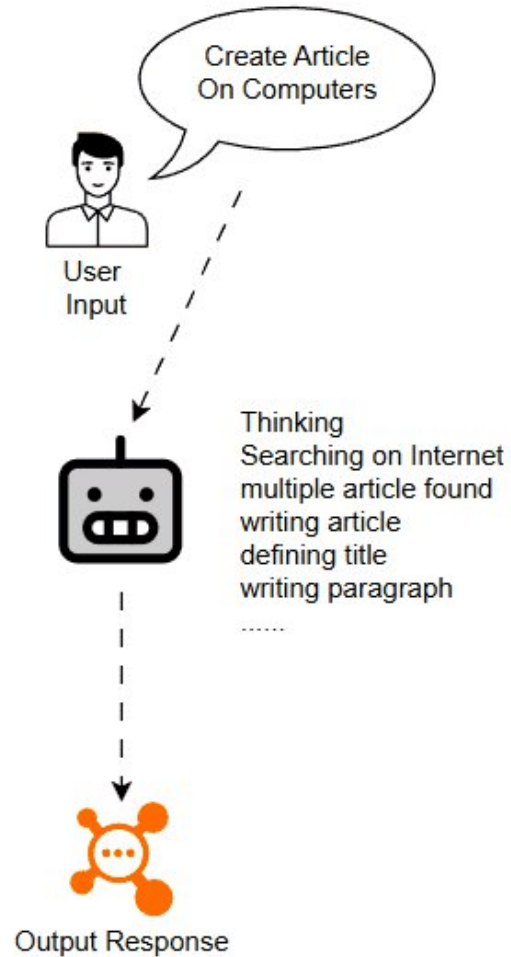 Create Article
On Computers
User
Input
Thinking
Searching on Internet
multiple article found
writing article
defining title
writing paragraph
......
Output Response